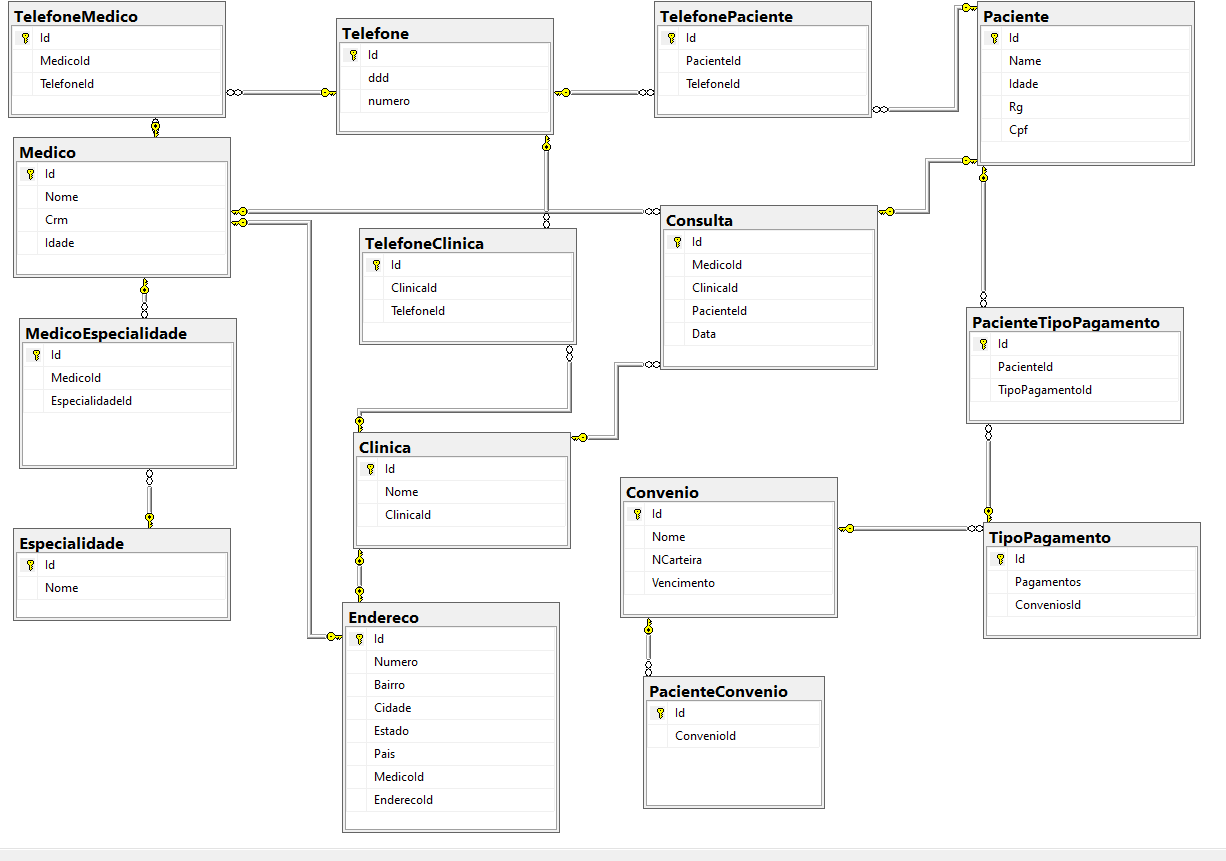 TelefoneMedico
Id
MedicoId
TelefoneId
Telefone
Id
ddd
numero
TelefonePaciente
Id
PacienteId
TelefoneId
Paciente
Id
Name
Idade
Rg
Cpf
Medico
Id
Nome
Crm
Idade
TelefoneClinica
Id
ClinicaId
TelefoneId
Consulta
Id
MedicoId
ClinicaId
PacienteId
Data
MedicoEspecialidade
Id
MedicoId
EspecialidadeId
PacienteTipoPagamento
Id
PacienteId
TipoPagamentoId
Clinica
Id
Nome
ClinicaId
Convenio
Id
Nome
NCarteira
Vencimento
Especialidade
Id
Nome
TipoPagamento
Id
Pagamentos
ConveniosId
Endereco
Id
Numero
Bairro
Cidade
Estado
Pais
MedicoId
EnderecoId
PacienteConvenio
Id
ConvenioId